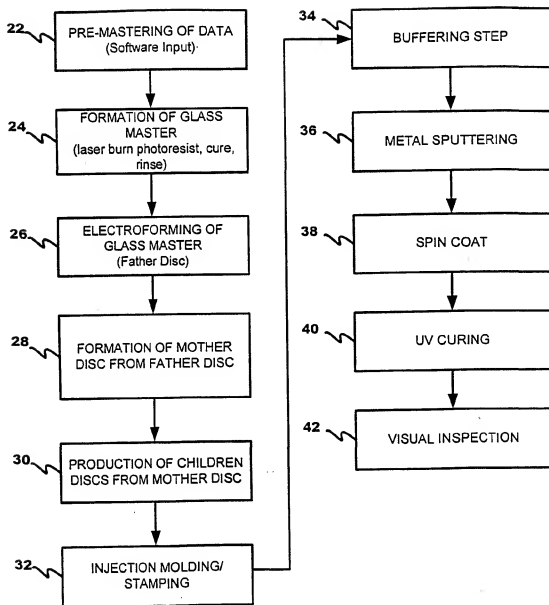 22
PRE-MASTERING OF DATA
(Software Input)
24
FORMATION OF GLASS
MASTER
(laser burn photoresist, cure,
rinse)
26
ELECTROFORMING OF
GLASS MASTER
(Father Disc)
28
FORMATION OF MOTHER
DISC FROM FATHER DISC
30
PRODUCTION OF CHILDREN
DISCS FROM MOTHER DISC
32
INJECTION MOLDING/
STAMPING
34
BUFFERING STEP
36
METAL SPUTTERING
38
SPIN COAT
40
UV CURING
42
VISUAL INSPECTION